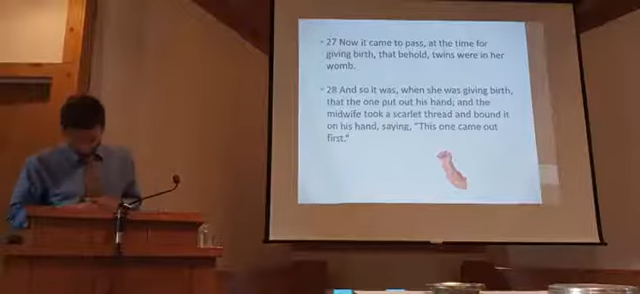 • 27 Now it came to pass, at the time for
giving birth, that behold, twins were in her
womb.
• 28 And so it was, when she was giving birth,
that the one put out his hand; and the
midwife took a scarlet thread and bound it
on his hand, saying, "This one came out
first."